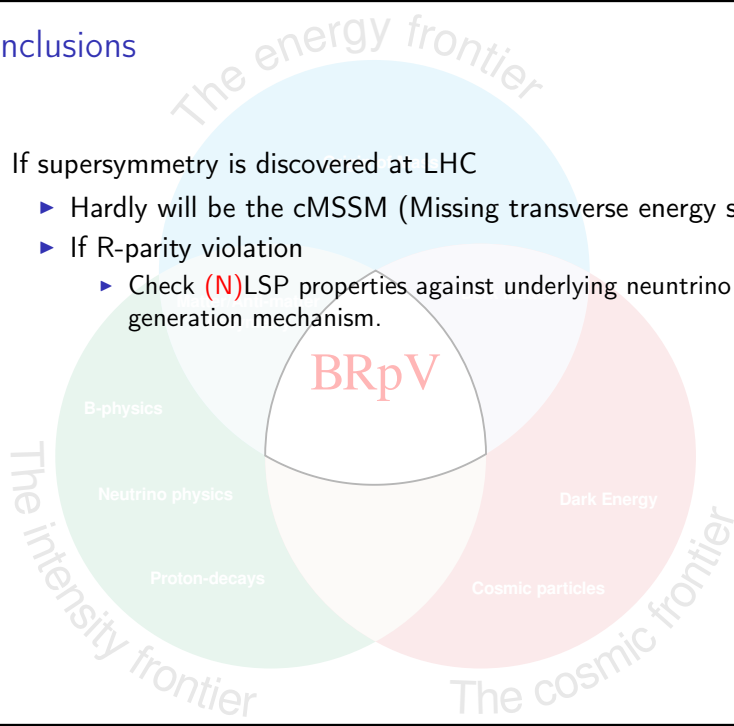 nclusions
The energy frontier
If supersymmetry is discovered at LHC
▶ Hardly will be the cMSSM (Missing transverse energy s
▶ If R-parity violation
▶ Check (N)LSP properties against underlying neuntrino
generation mechanism.
BRpV
B-physics
Neutrino physics
Proton-decays
Dark Energy
Cosmic particles
The intensity frontier
The cosmic frontier